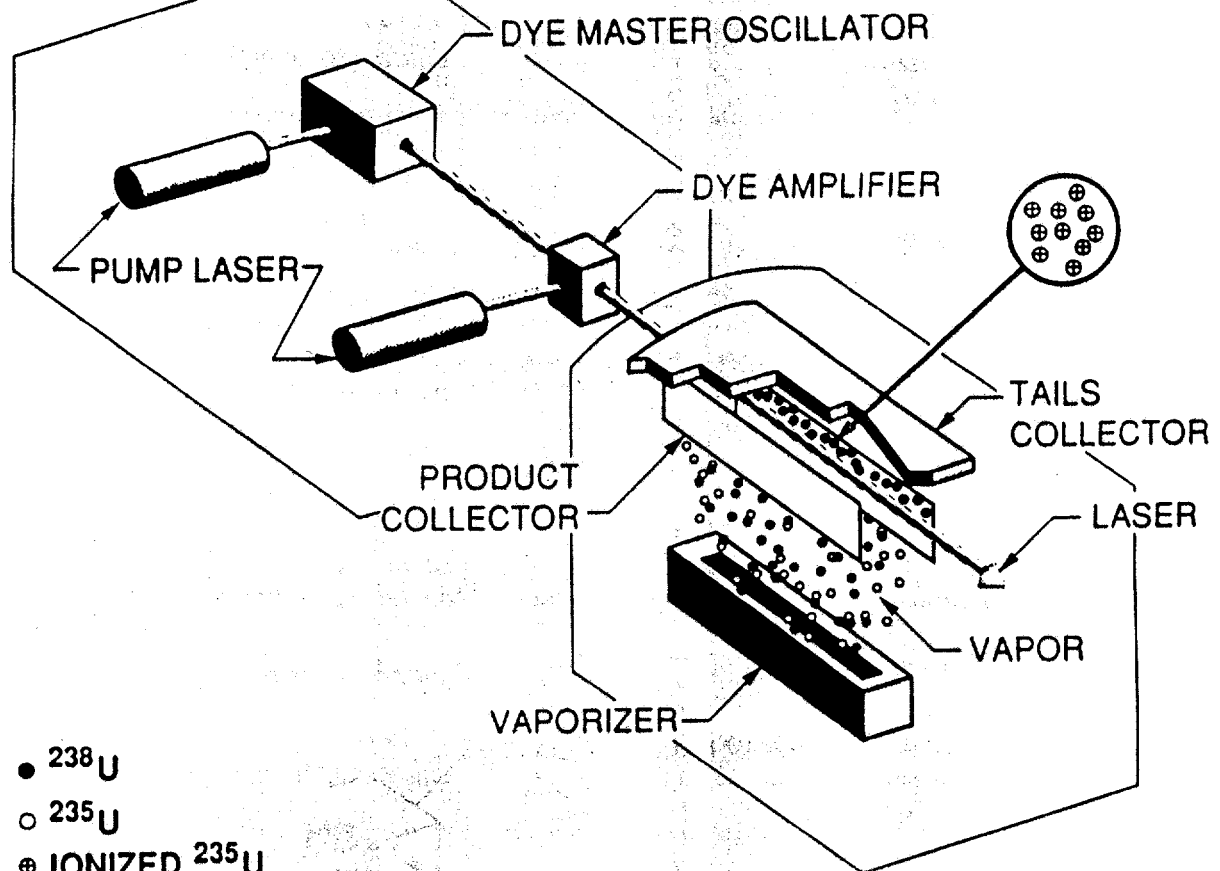 DYE MASTER OSCILLATOR
DYE AMPLIFIER
PUMP LASER
TAILS
COLLECTOR
PRODUCT
COLLECTOR
LASER
VAPOR
VAPORIZER
²³⁸U
²³⁵U
IONIZED ²³⁵U